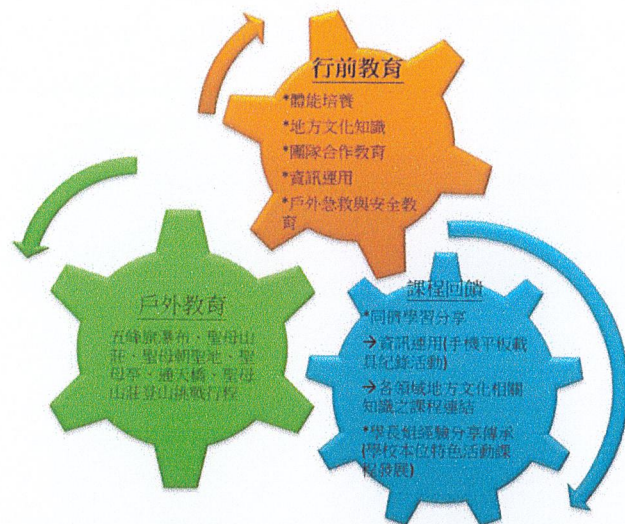 行前教育
*體能培養
*地方文化知識
*團隊合作教育
*資訊運用
*戶外急救與安全教
育
戶外教育
五峰旗瀑布、聖母山
莊、聖母朝聖地、聖
母亭、通天橋、聖母
山莊登山挑戰行程
課程回饋
*同儕學習分享
→資訊運用(手機平板載
具紀錄活動)
→各領域地方文化相關
知識之課程連結
*學長姐經驗分享傳承
(學校本位特色活動課
程發展)